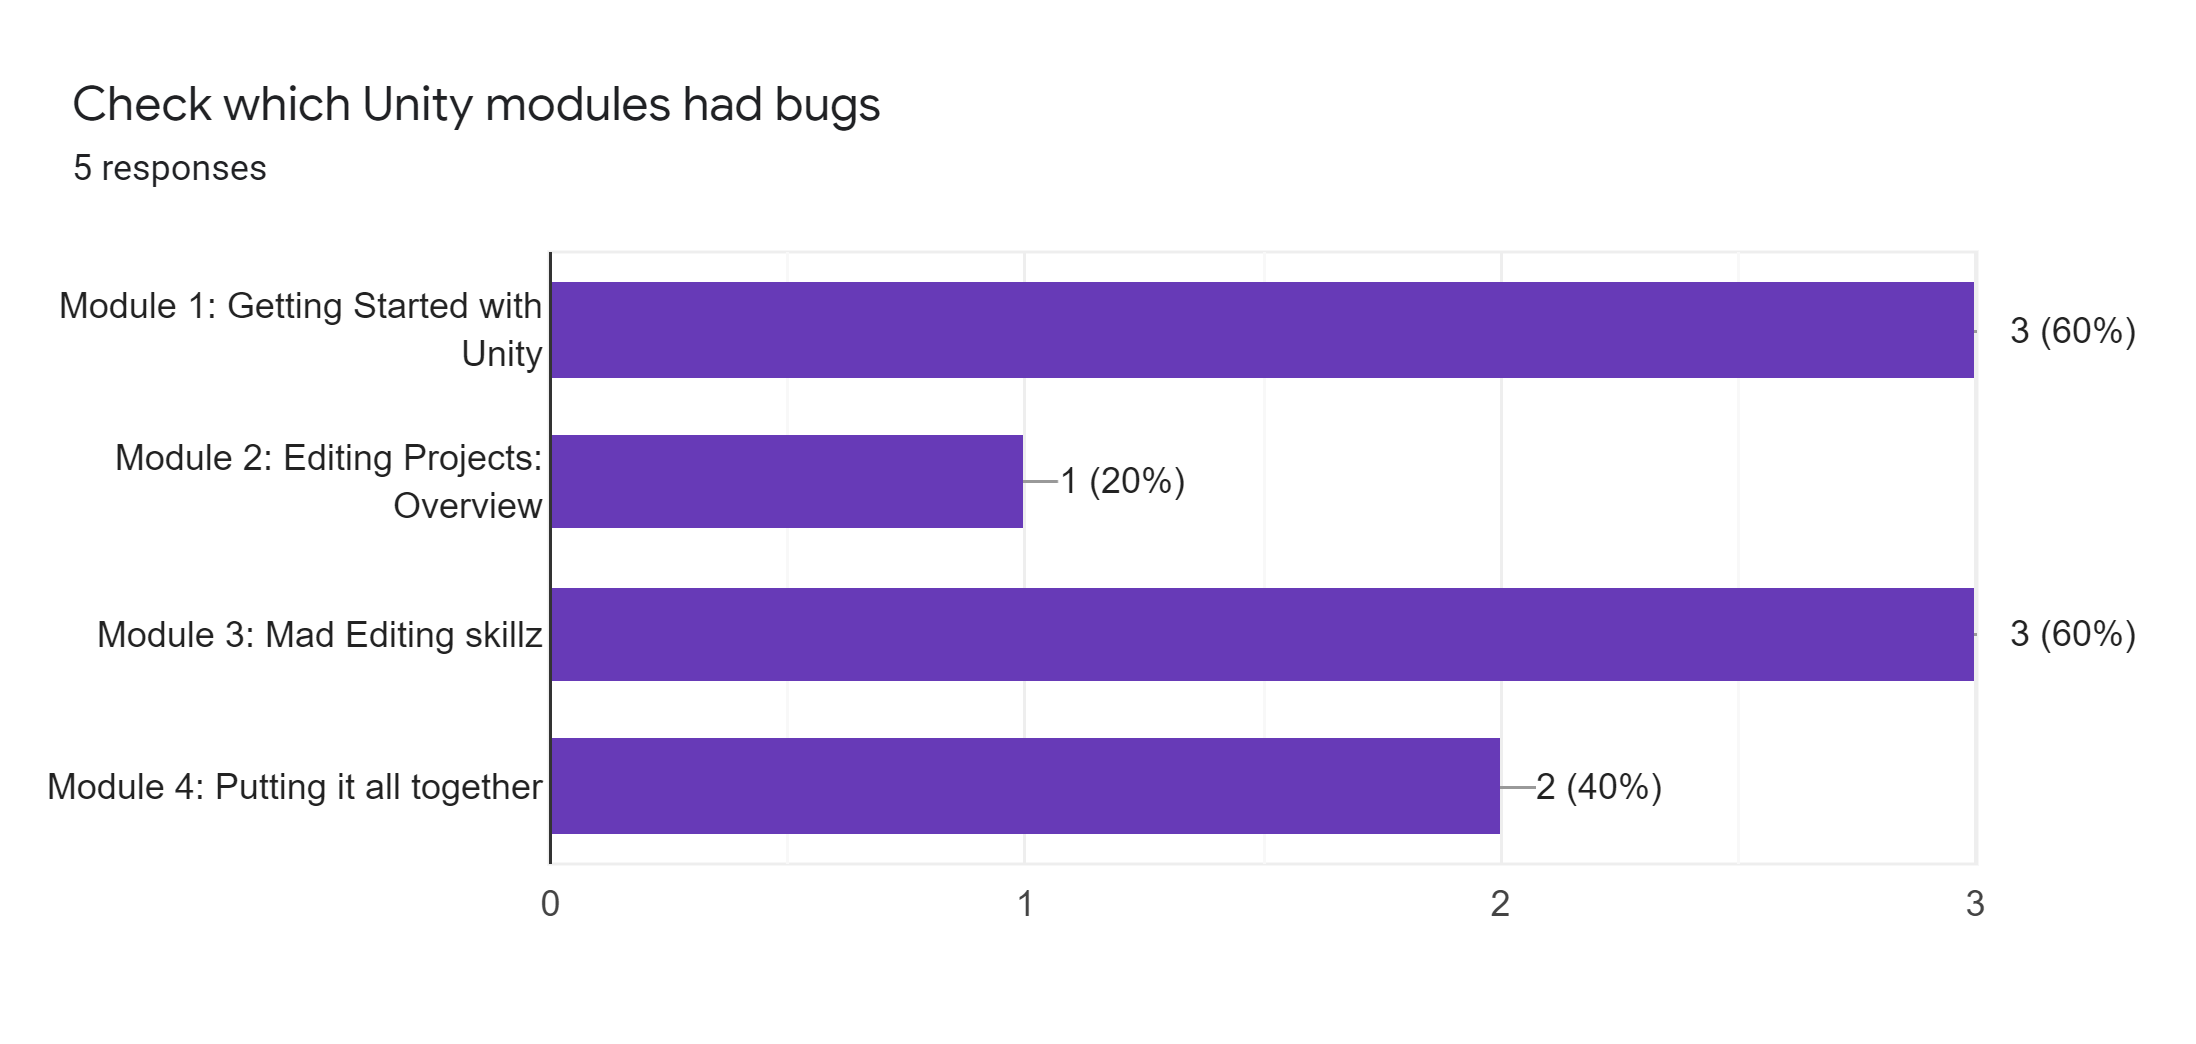 Check which Unity modules had bugs
5 responses
Module 1: Getting Started with
Unity
3 (60%)
Module 2: Editing Projects:
Overview
1 (20%)
Module 3: Mad Editing skillz
3 (60%)
Module 4: Putting it all together
2 (40%)
0 1 2 3